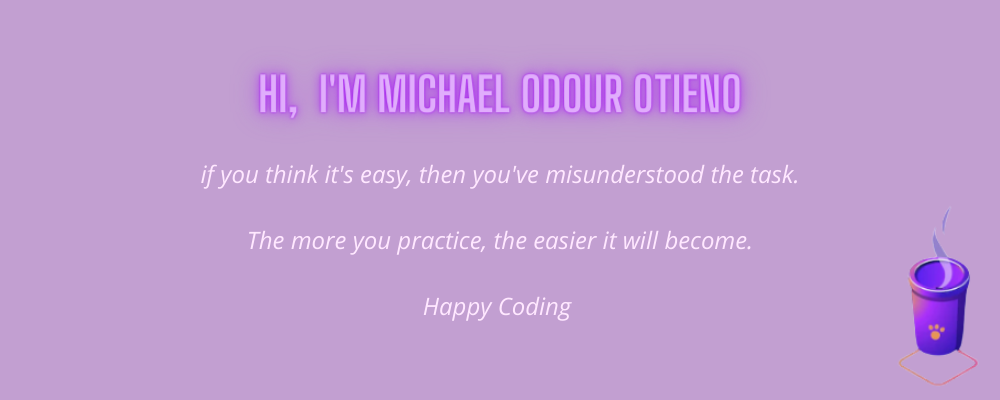 HI, I'M MICHAEL ODOUR OTIENO
if you think it's easy, then you've misunderstood the task.
The more you practice, the easier it will become.
Happy Coding